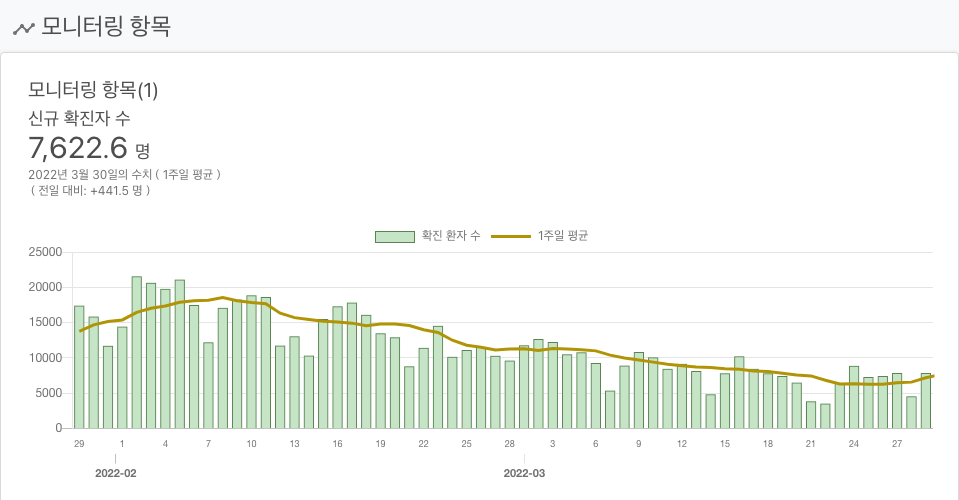 모니터링 항목
모니터링 항목(1)
신규 확진자 수
7,622.6 명
2022년 3월 30일의 수치 ( 1주일 평균 )
( 전일 대비: +441.5 명 )
확진 환자 수 1주일 평균
25000
20000
15000
10000
5000
0
29 1 4 7 10 13 16 19 22 25 28 3 6 9 12 15 18 21 24 27
2022-02 2022-03